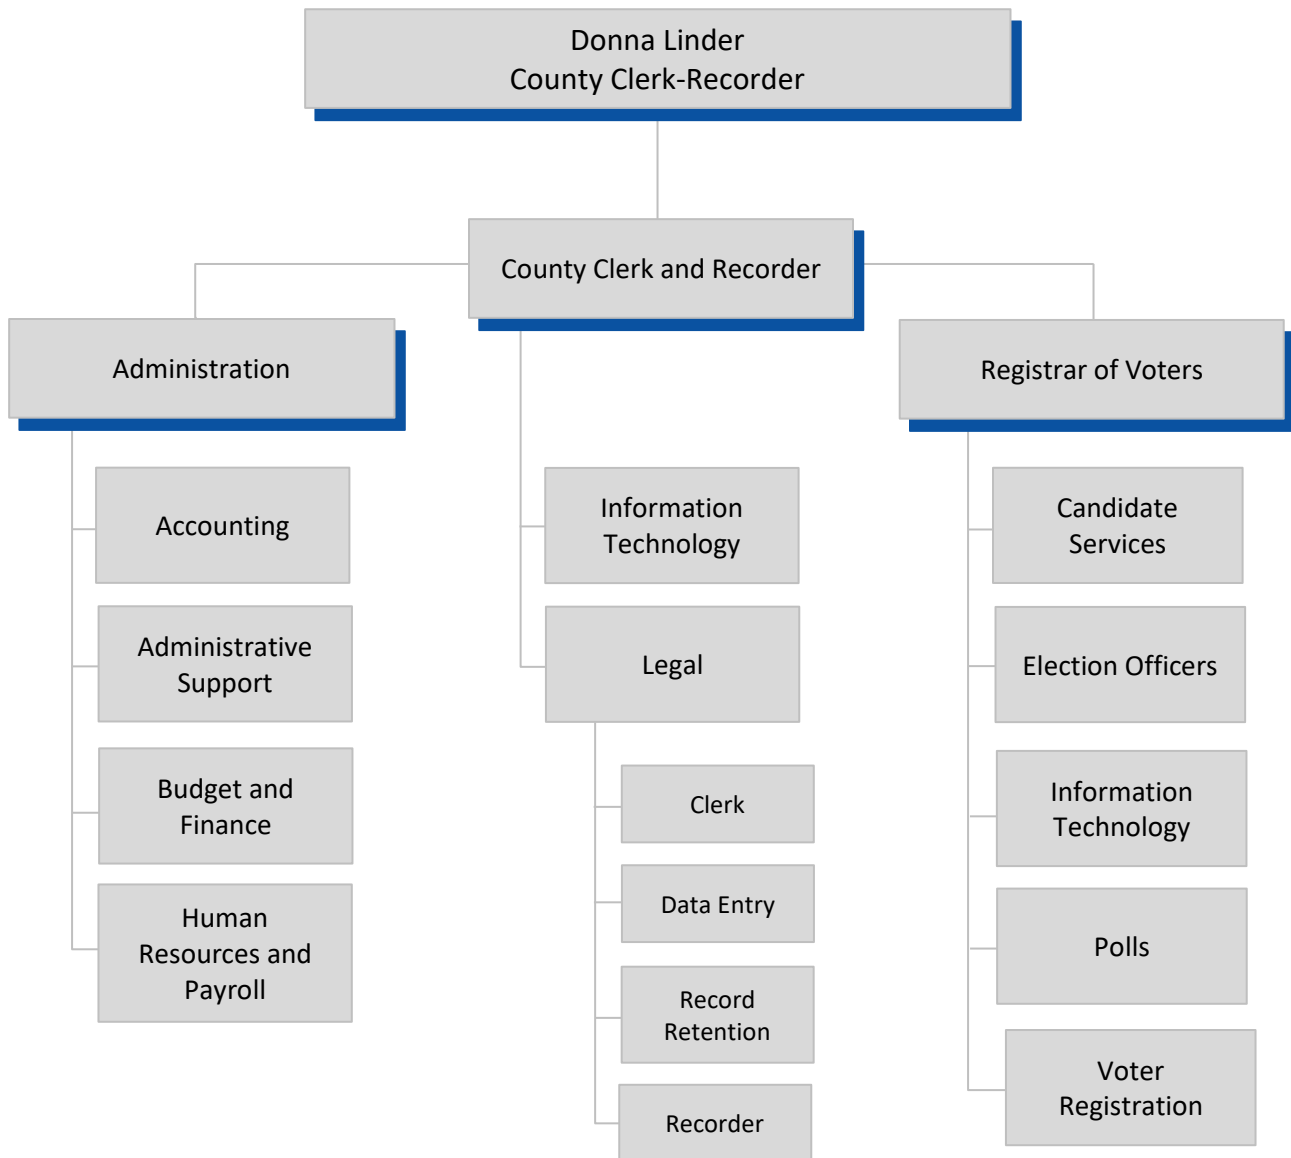 Donna Linder
County Clerk-Recorder
County Clerk and Recorder
Administration
Registrar of Voters
Accounting
Administrative
Support
Budget and
Finance
Human
Resources and
Payroll
Information
Technology
Legal
Clerk
Data Entry
Record
Retention
Recorder
Candidate
Services
Election Officers
Information
Technology
Polls
Voter
Registration